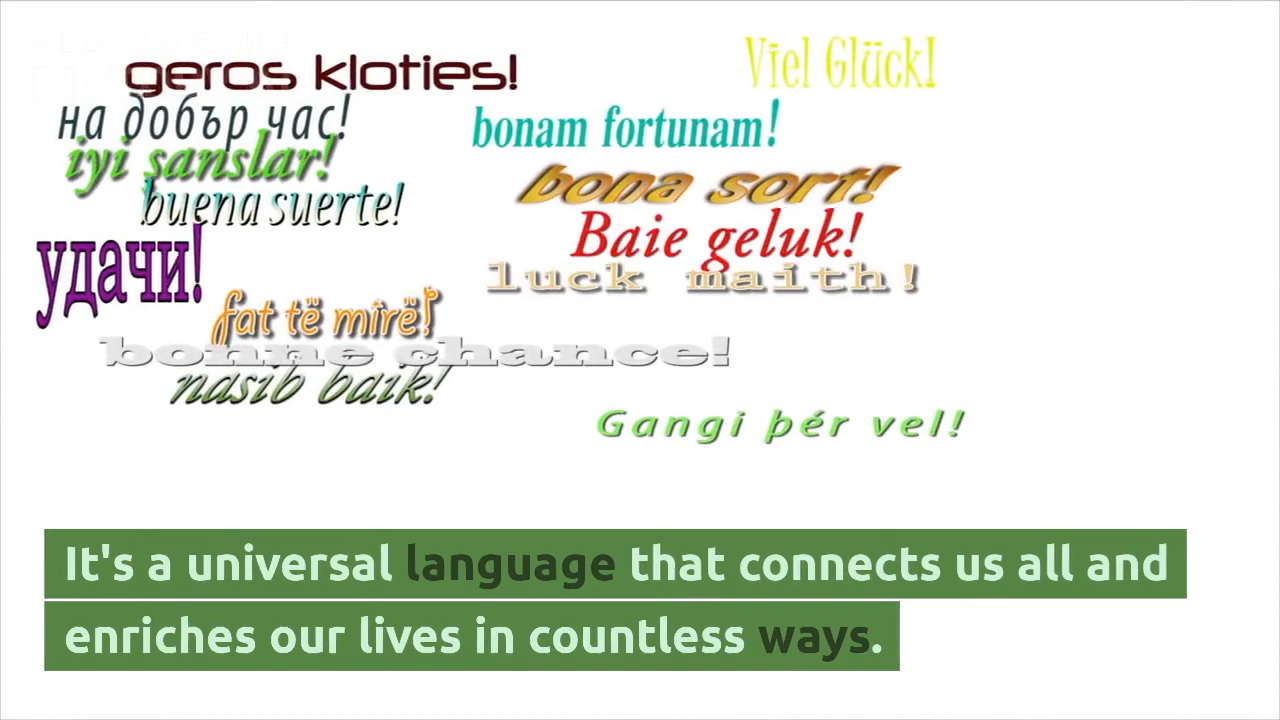 geros kloties!
Viel Glück!
на добър час!
bonam fortunam!
iyi sanslar!
bona sort!
buena suerte!
Baie geluk!
удачи!
luck maith!
fat të mirë!
bonne chance!
nasib baik!
Gangi þér vel!
It's a universal language that connects us all and
enriches our lives in countless ways.